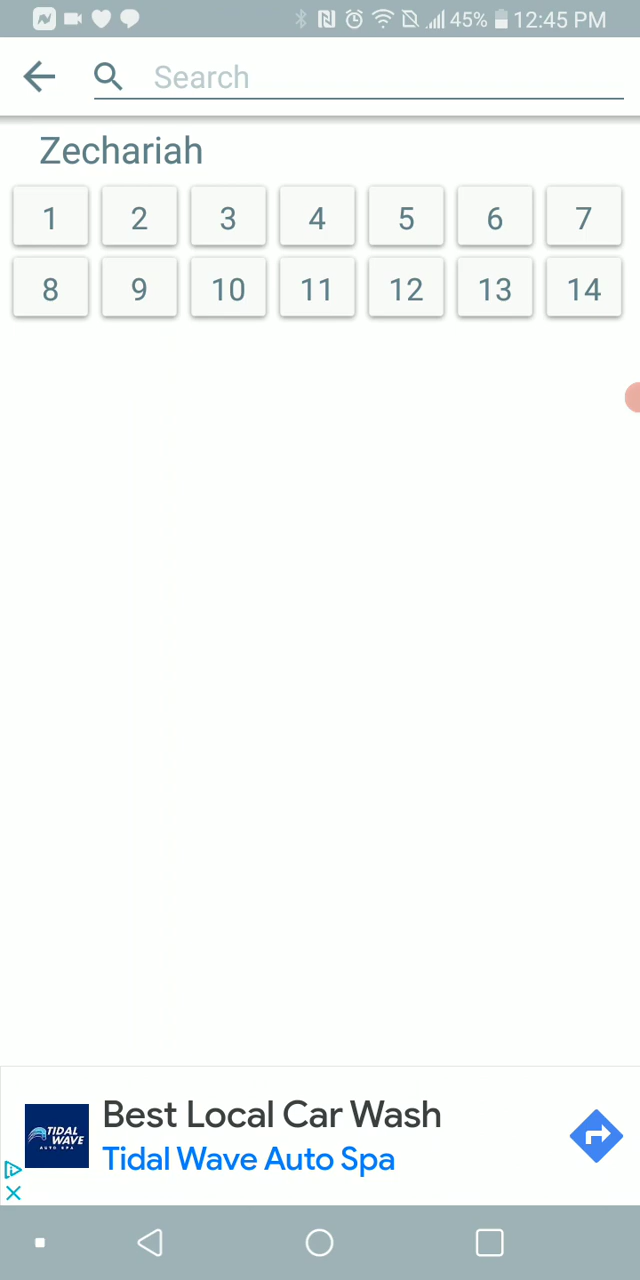 45% 12:45 PM
Search
Zechariah
1 2 3 4 5 6 7
8 9 10 11 12 13 14
Best Local Car Wash
TIDAL
WAVE
AUTO SPA
Tidal Wave Auto Spa